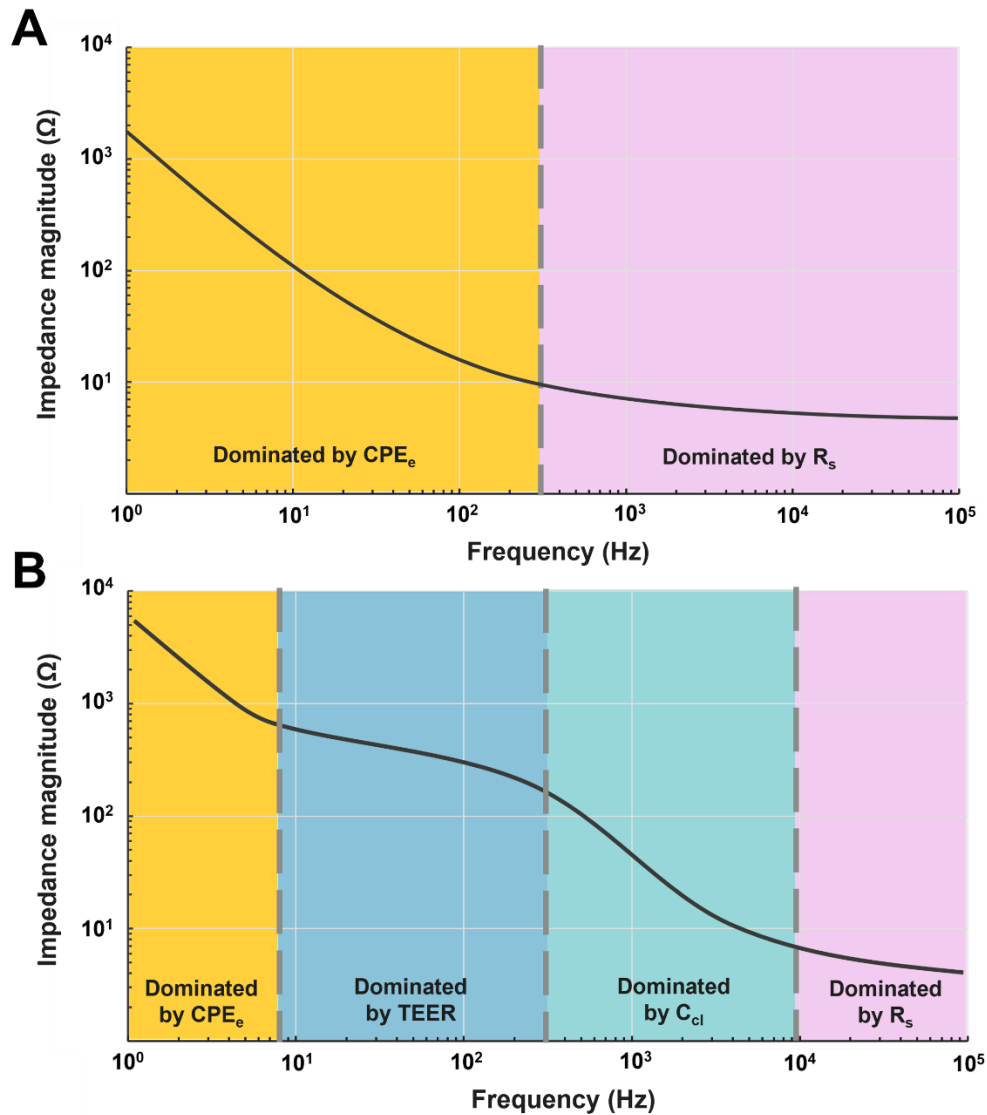 A
Impedance magnitude (Ω)
10⁴
10³
10²
10¹
Dominated by CPEₑ
Dominated by Rₛ
10⁰ 10¹ 10² 10³ 10⁴ 10⁵
Frequency (Hz)
B
Impedance magnitude (Ω)
10⁴
10³
10²
10¹
Dominated
by CPEₑ
Dominated
by TEER
Dominated
by C_cl
Dominated
by Rₛ
10⁰ 10¹ 10² 10³ 10⁴ 10⁵
Frequency (Hz)